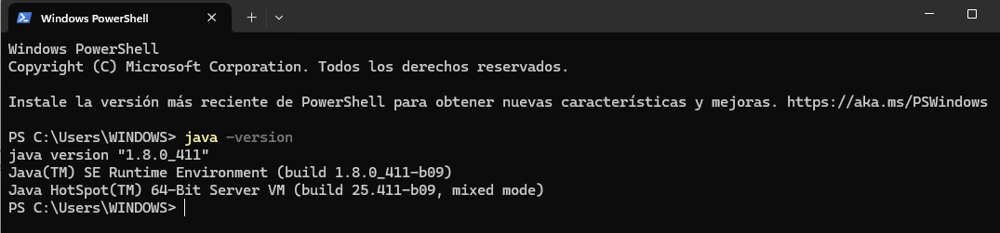 Windows PowerShell
Windows PowerShell
Copyright (C) Microsoft Corporation. Todos los derechos reservados.
Instale la versión más reciente de PowerShell para obtener nuevas características y mejoras. https://aka.ms/PSWindows
PS C:\Users\WINDOWS> java -version
java version "1.8.0_411"
Java(TM) SE Runtime Environment (build 1.8.0_411-b09)
Java HotSpot(TM) 64-Bit Server VM (build 25.411-b09, mixed mode)
PS C:\Users\WINDOWS>